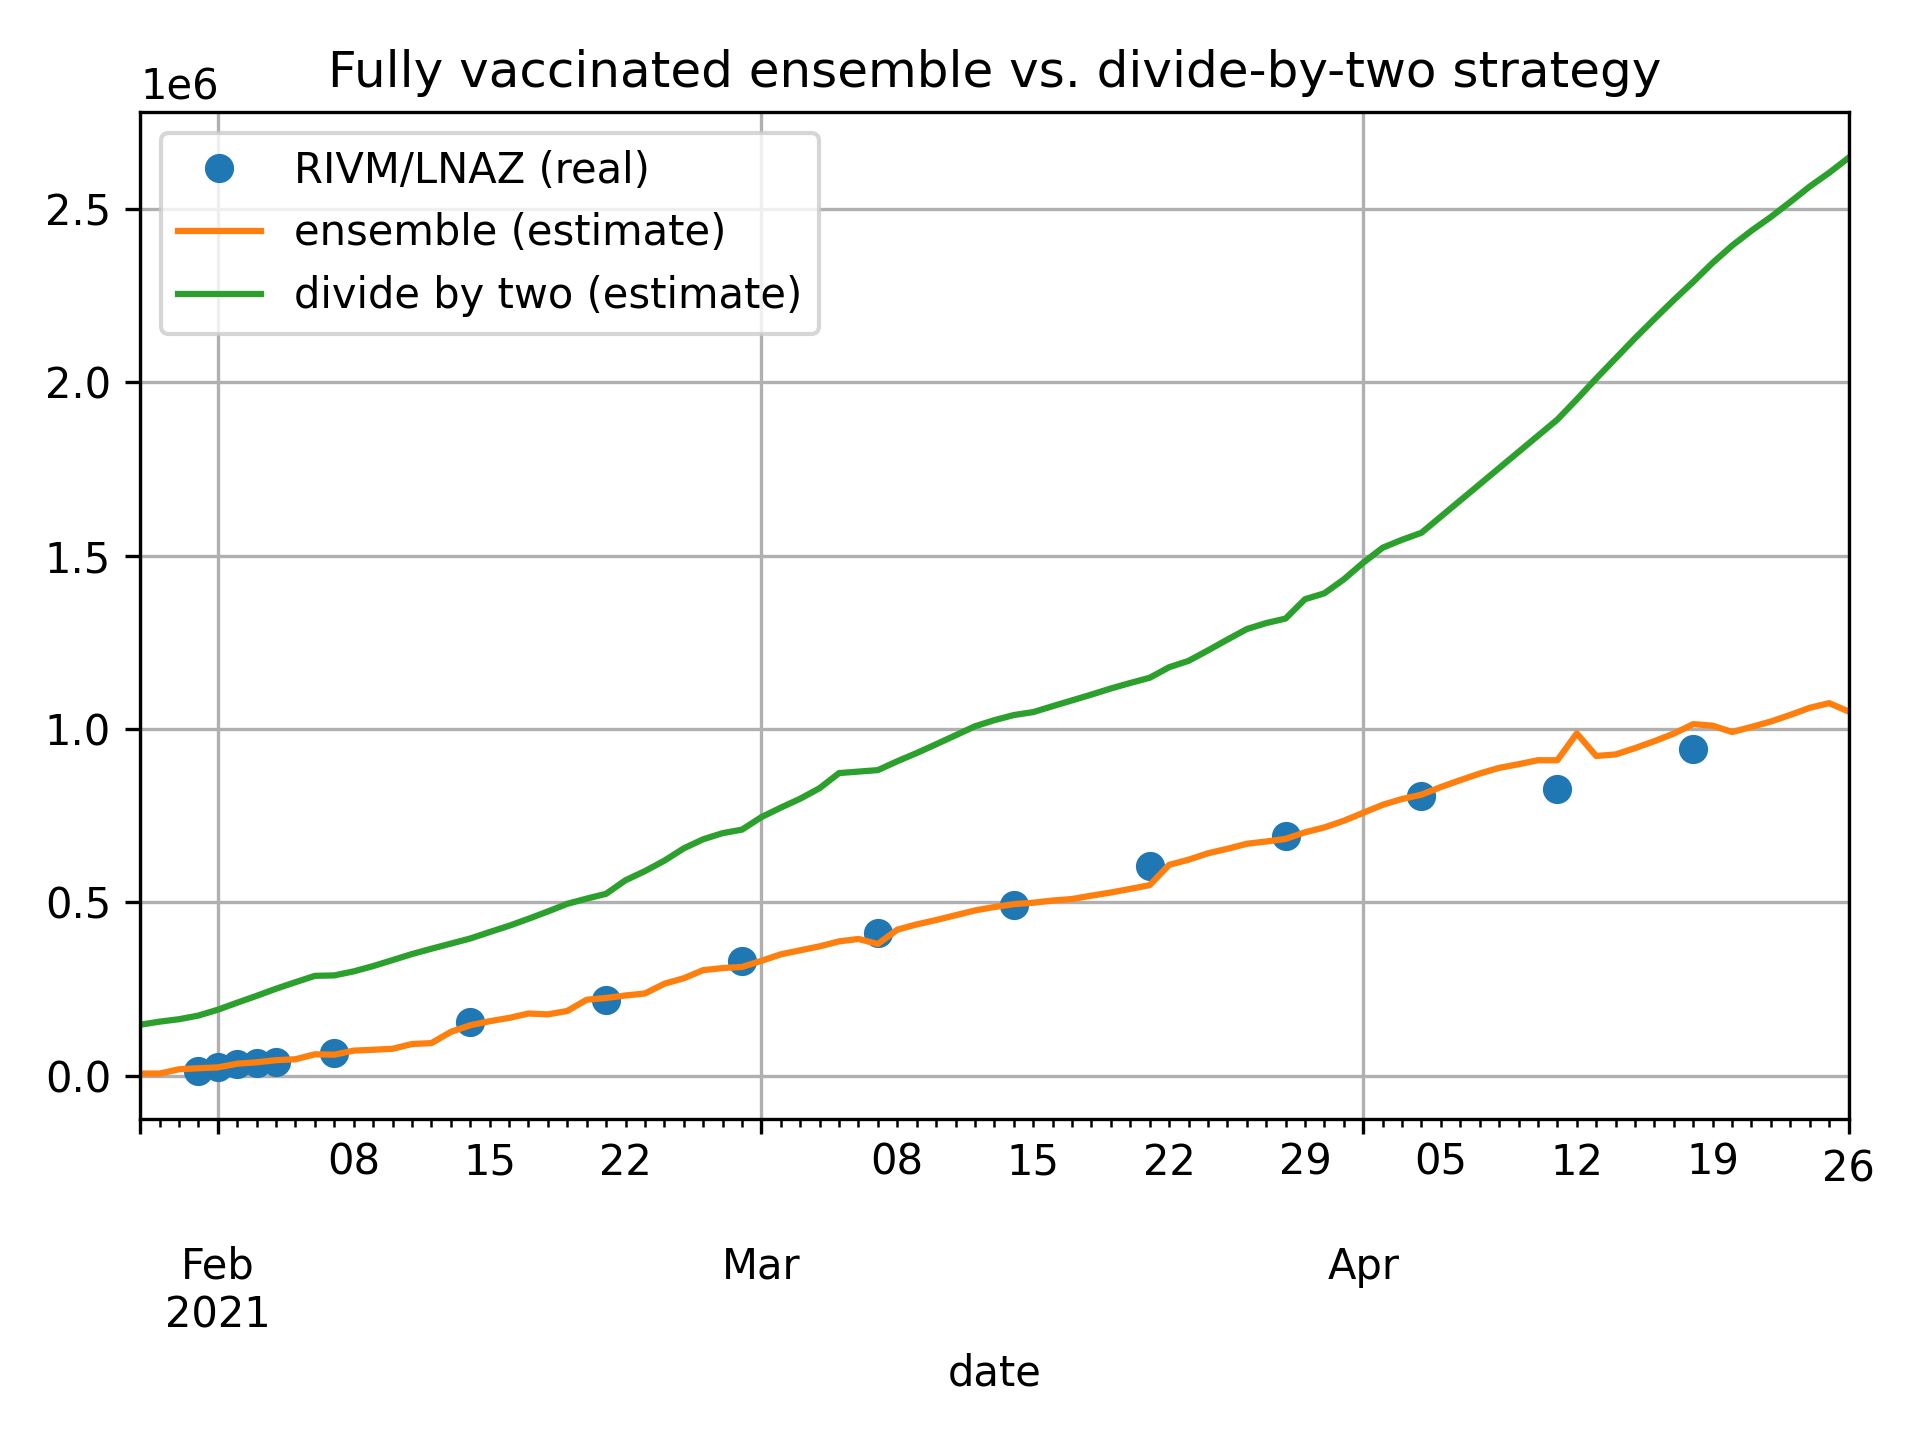 Fully vaccinated ensemble vs. divide-by-two strategy
1e6
RIVM/LNAZ (real)
ensemble (estimate)
divide by two (estimate)
2.5
2.0
1.5
1.0
0.5
0.0
08 15 22 08 15 22 29 05 12 19 26
Feb Mar Apr
2021
date